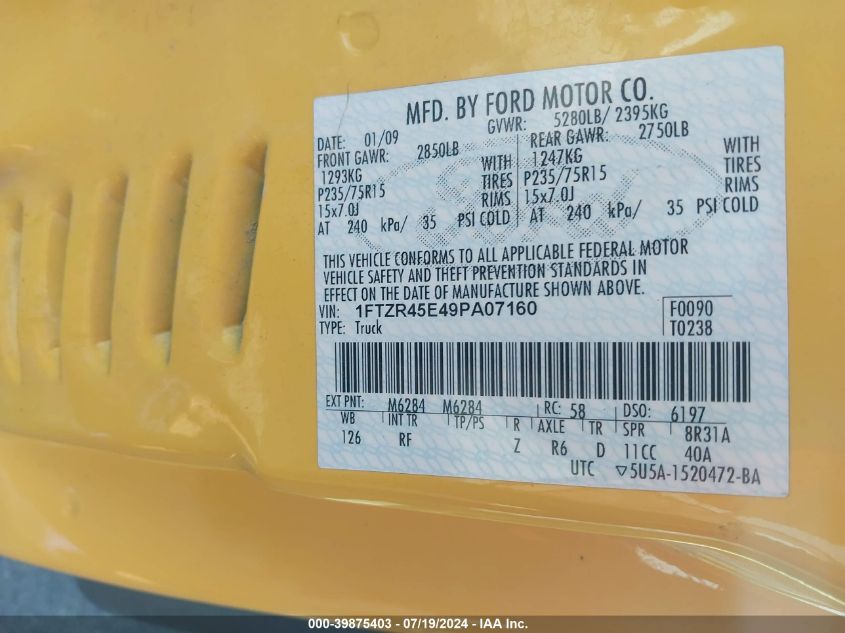 MFD. BY FORD MOTOR CO.
DATE: 01/09 GVWR: 5280LB/ 2395KG
FRONT GAWR: 2850LB REAR GAWR: 2750LB
1293KG WITH 1247KG WITH
P235/75R15 TIRES P235/75R15 TIRES
15x7.0J RIMS 15x7.0J RIMS
AT 240 kPa/ 35 PSI COLD AT 240 kPa/ 35 PSI COLD
THIS VEHICLE CONFORMS TO ALL APPLICABLE FEDERAL MOTOR
VEHICLE SAFETY AND THEFT PREVENTION STANDARDS IN
EFFECT ON THE DATE OF MANUFACTURE SHOWN ABOVE.
VIN: 1FTZR45E49PA07160 F0090
TYPE: Truck T0238
EXT PNT: M6284 M6284 RC: 58 DSO: 6197
WB INT TR TP/PS R AXLE TR SPR 8R31A
126 RF Z R6 D 11CC 40A
UTC ▽5U5A-1520472-BA
Ford
000-39875403 - 07/19/2024 - IAA Inc.